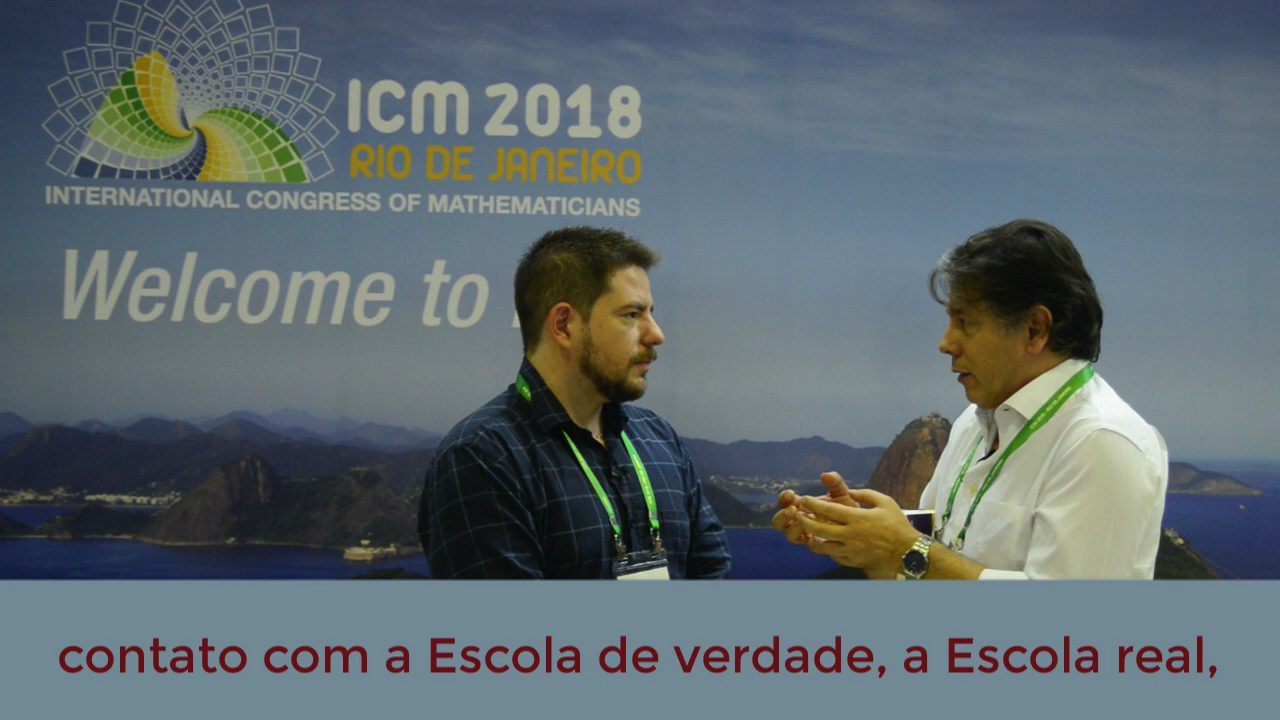 ICM 2018
RIO DE JANEIRO
INTERNATIONAL CONGRESS OF MATHEMATICIANS
Welcome to
contato com a Escola de verdade, a Escola real,